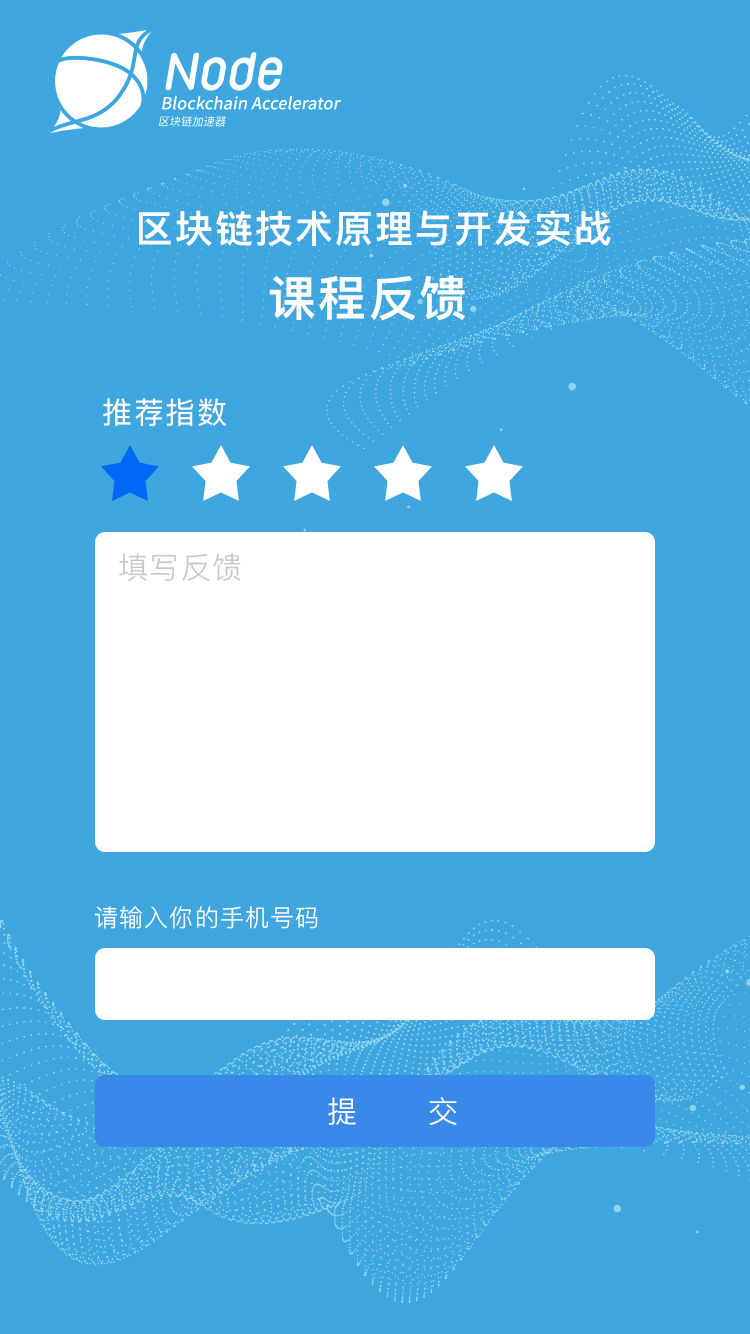 Node
Blockchain Accelerator
区块链加速器
区块链技术原理与开发实战
课程反馈
推荐指数
填写反馈
请输入你的手机号码
提 交